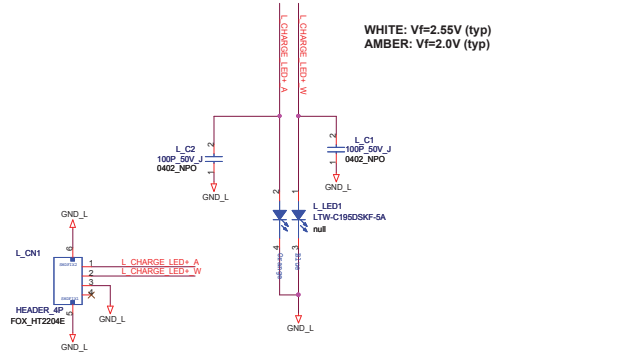 WHITE: Vf=2.55V (typ)
AMBER: Vf=2.0V (typ)
L_CHARGE_LED+_A
L_CHARGE_LED+_W
L_C2
100P_50V_J
0402_NPO
2
1
GND_L
L_C1
100P_50V_J
0402_NPO
2
1
GND_L
2
1
L_LED1
LTW-C195DSKF-5A
null
4
3
GND_L
GND_L
6
L_CN1
1
2
3
4
L_CHARGE_LED+_A
L_CHARGE_LED+_W
GND_L
HEADER_4P
FOX_HT2204E
5
GND_L